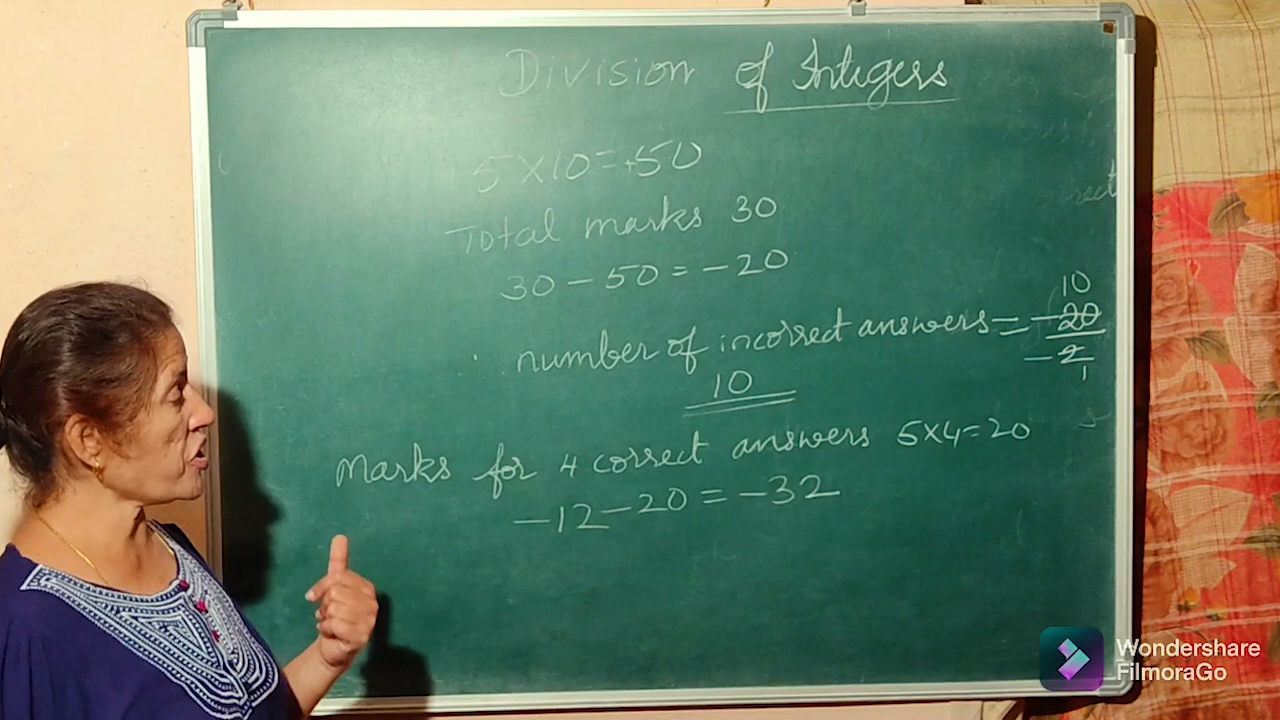 Division of Integers
+5×10=+50
Total marks 30
30-50=-20
10
number of incorrect answers = -20
-2
1
10
Marks for 4 correct answers 5×4=20
-12-20=-32
Wondershare
FilmoraGo